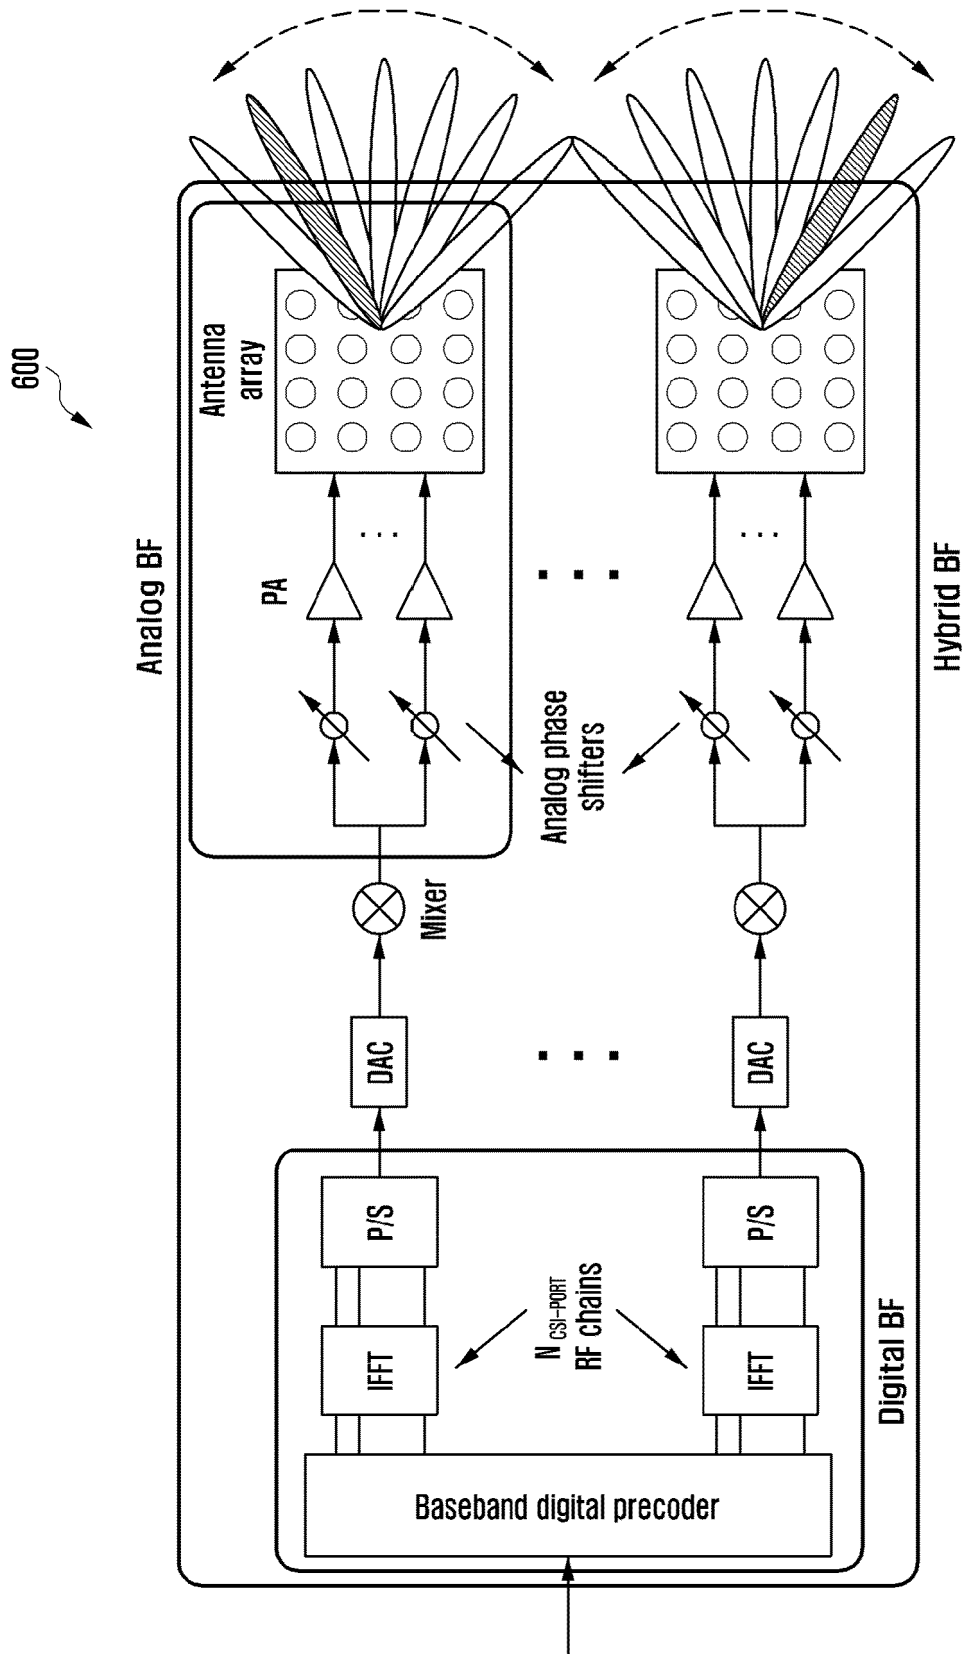 600
Analog BF
Antenna
array
PA
Analog phase
shifters
Mixer
DAC
DAC
P/S
P/S
N CSI-PORT
RF chains
IFFT
IFFT
Baseband digital precoder
Digital BF
Hybrid BF